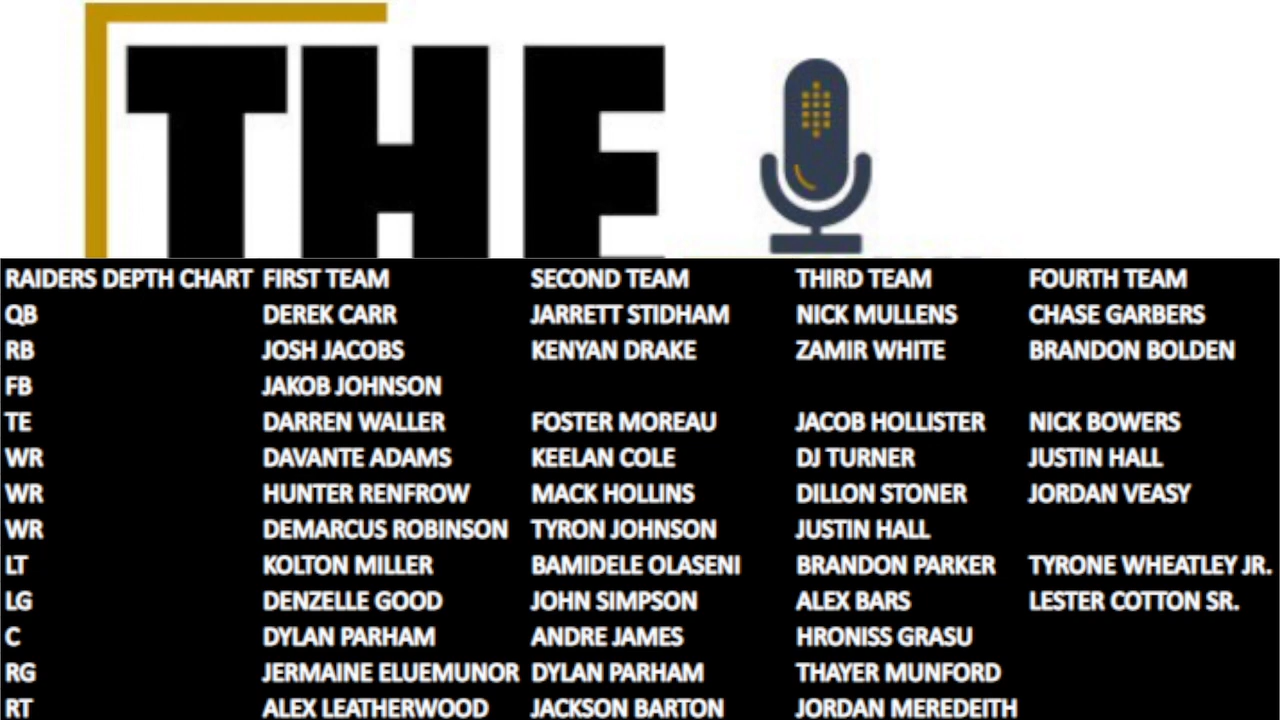 THE
RAIDERS DEPTH CHART FIRST TEAM SECOND TEAM THIRD TEAM FOURTH TEAM
QB DEREK CARR JARRETT STIDHAM NICK MULLENS CHASE GARBERS
RB JOSH JACOBS KENYAN DRAKE ZAMIR WHITE BRANDON BOLDEN
FB JAKOB JOHNSON
TE DARREN WALLER FOSTER MOREAU JACOB HOLLISTER NICK BOWERS
WR DAVANTE ADAMS KEELAN COLE DJ TURNER JUSTIN HALL
WR HUNTER RENFROW MACK HOLLINS DILLON STONER JORDAN VEASY
WR DEMARCUS ROBINSON TYRON JOHNSON JUSTIN HALL
LT KOLTON MILLER BAMIDELE OLASENI BRANDON PARKER TYRONE WHEATLEY JR.
LG DENZELLE GOOD JOHN SIMPSON ALEX BARS LESTER COTTON SR.
C DYLAN PARHAM ANDRE JAMES HRONISS GRASU
RG JERMAINE ELUEMUNOR DYLAN PARHAM THAYER MUNFORD
RT ALEX LEATHERWOOD JACKSON BARTON JORDAN MEREDEITH